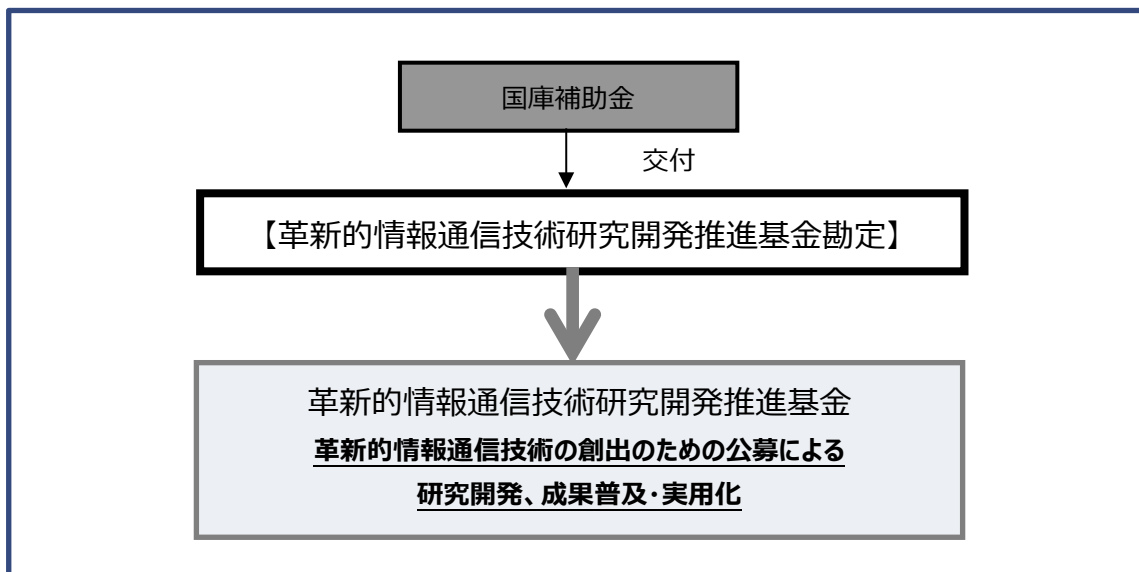 国庫補助金
交付
【革新的情報通信技術研究開発推進基金勘定】
革新的情報通信技術研究開発推進基金
革新的情報通信技術の創出のための公募による
研究開発、成果普及・実用化